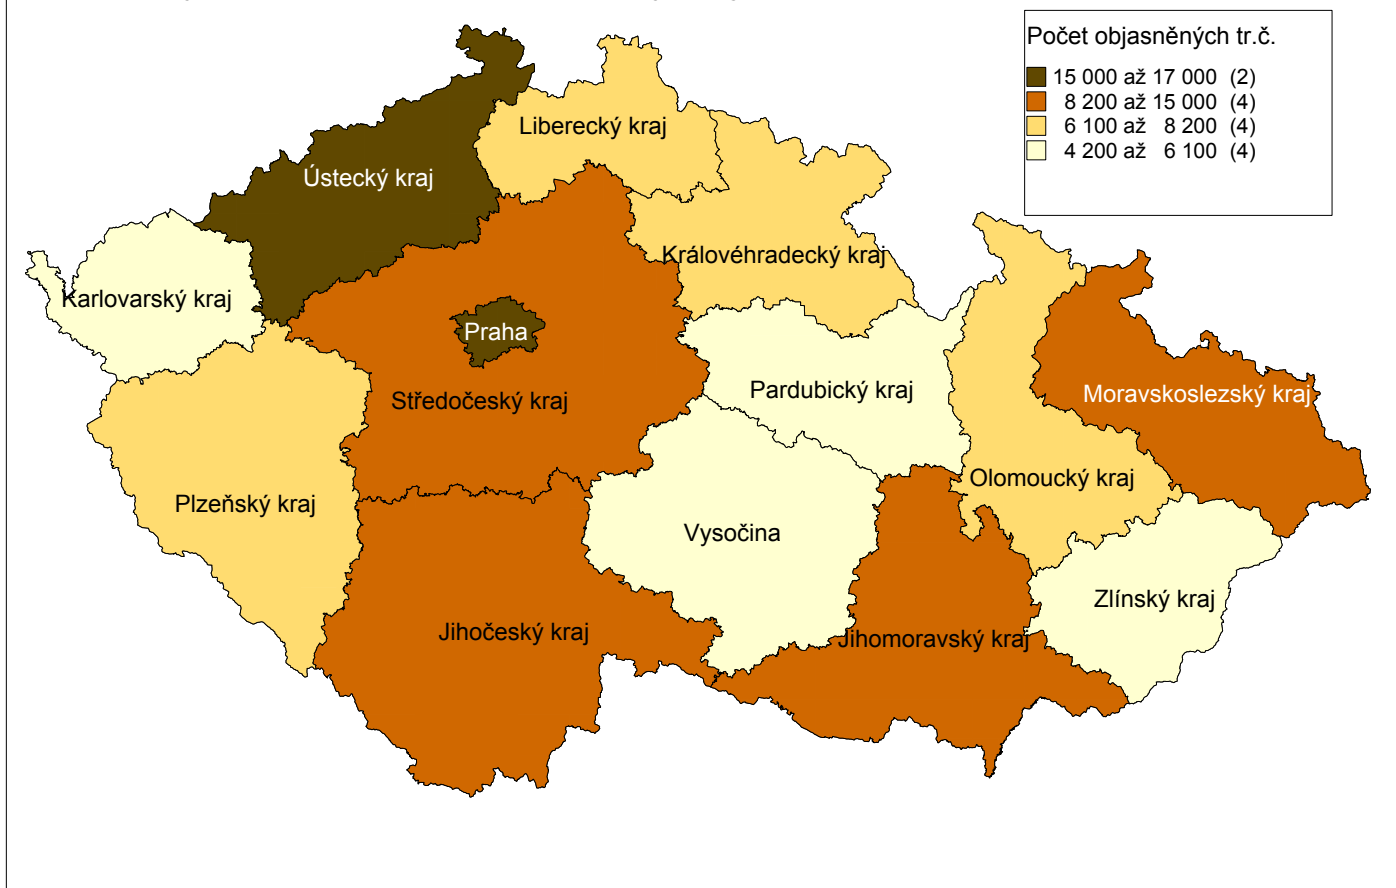 Počet objasněných tr.č.
15 000 až 17 000 (2)
8 200 až 15 000 (4)
6 100 až 8 200 (4)
4 200 až 6 100 (4)
Liberecký kraj
Ústecký kraj
Královéhradecký kraj
Karlovarský kraj
Praha
Pardubický kraj
Moravskoslezský kraj
Středočeský kraj
Olomoucký kraj
Plzeňský kraj
Vysočina
Zlínský kraj
Jihočeský kraj
Jihomoravský kraj